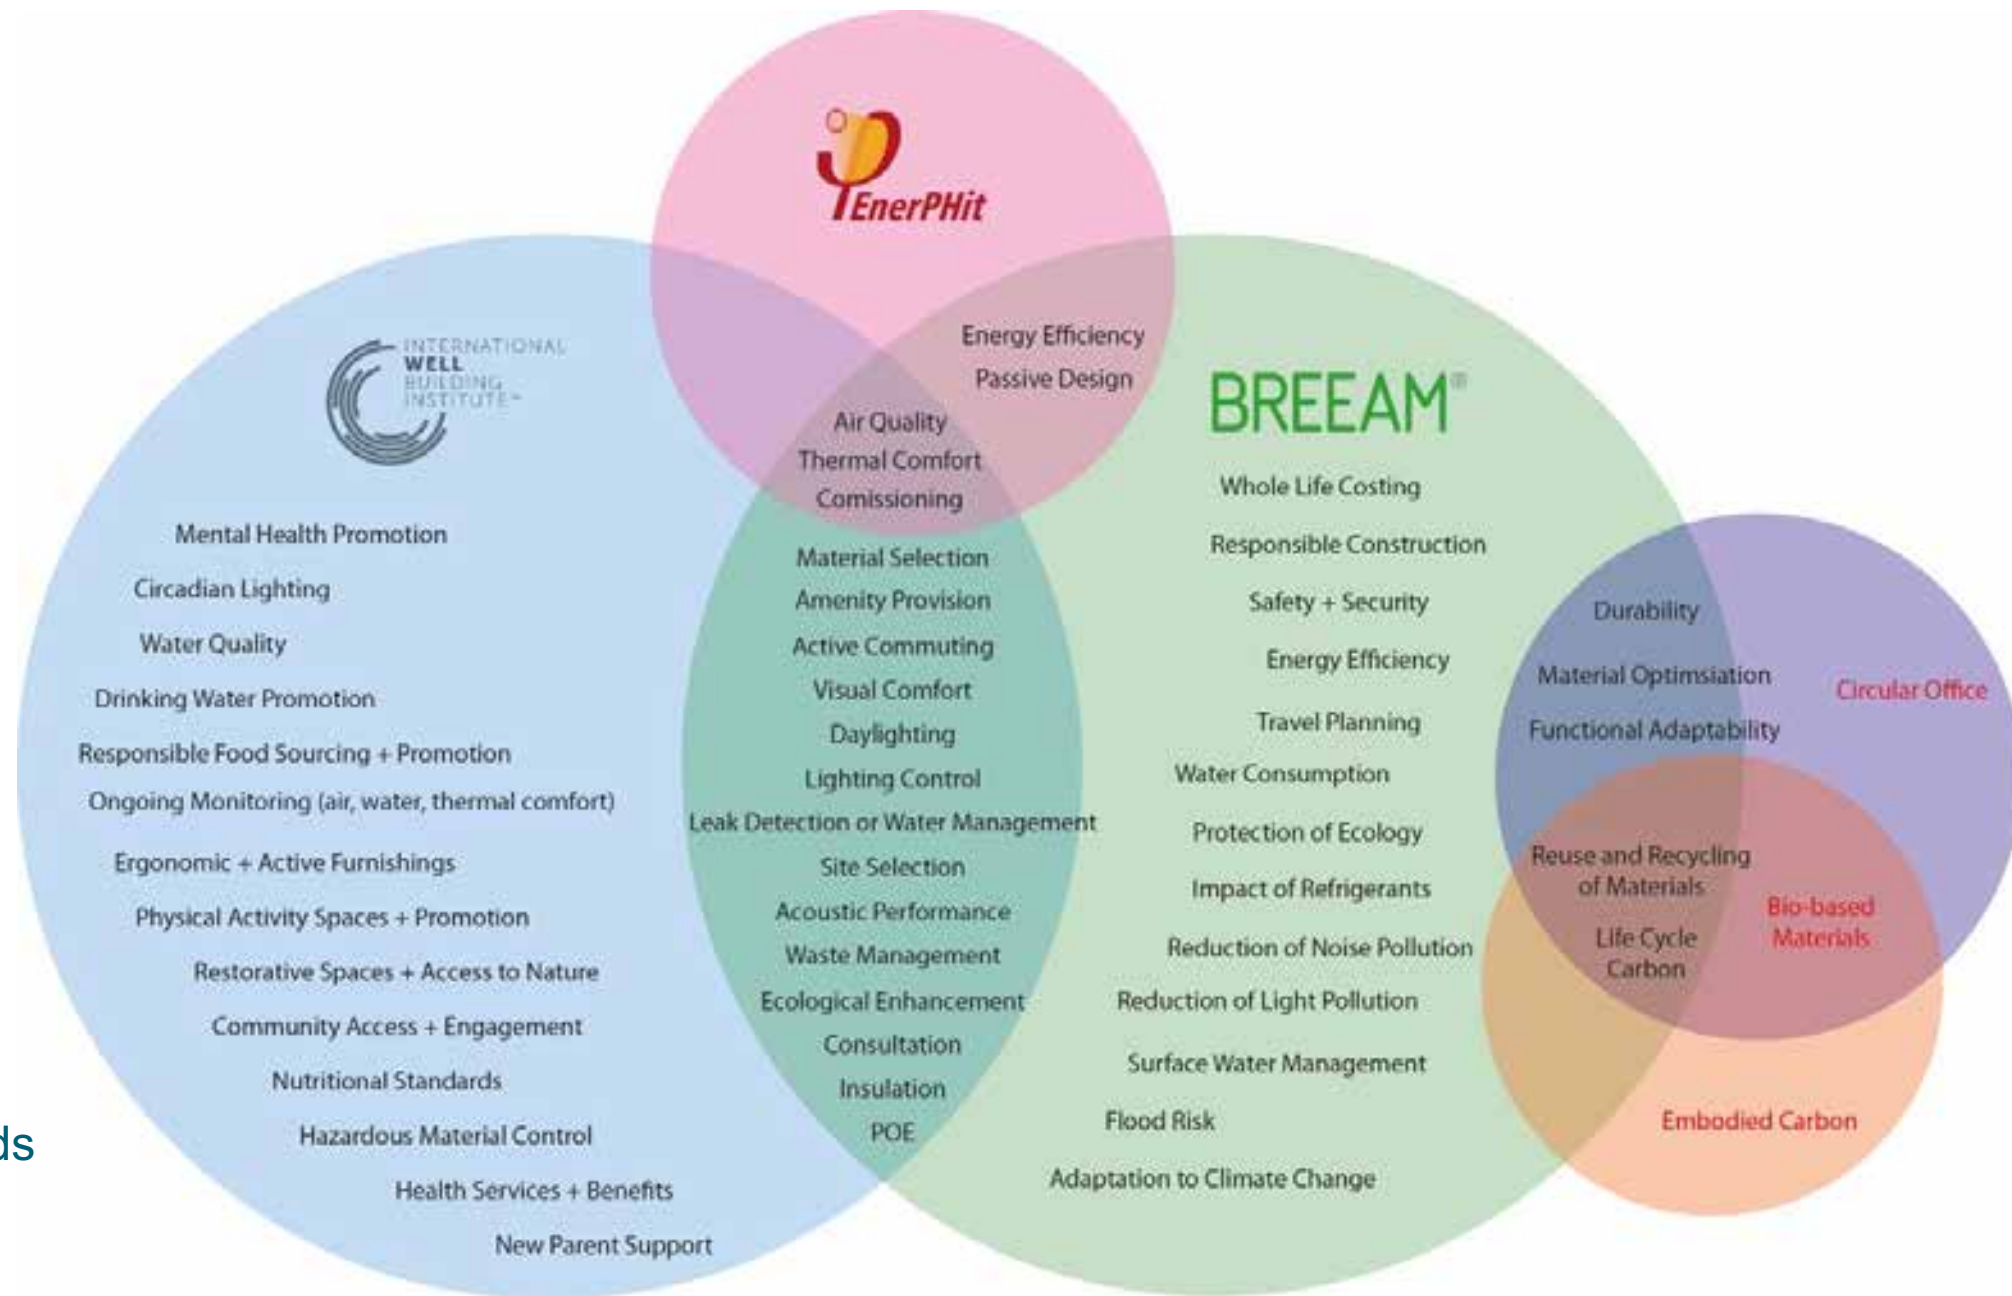 EnerPHit
INTERNATIONAL
WELL
BUILDING
INSTITUTE™
BREEAM®
Energy Efficiency
Passive Design
Air Quality
Thermal Comfort
Comissioning
Mental Health Promotion
Circadian Lighting
Water Quality
Drinking Water Promotion
Responsible Food Sourcing + Promotion
Ongoing Monitoring (air, water, thermal comfort)
Ergonomic + Active Furnishings
Physical Activity Spaces + Promotion
Restorative Spaces + Access to Nature
Community Access + Engagement
Nutritional Standards
Hazardous Material Control
Health Services + Benefits
New Parent Support
Material Selection
Amenity Provision
Active Commuting
Visual Comfort
Daylighting
Lighting Control
Leak Detection or Water Management
Site Selection
Acoustic Performance
Waste Management
Ecological Enhancement
Consultation
Insulation
POE
Whole Life Costing
Responsible Construction
Safety + Security
Energy Efficiency
Travel Planning
Water Consumption
Protection of Ecology
Impact of Refrigerants
Reduction of Noise Pollution
Reduction of Light Pollution
Surface Water Management
Flood Risk
Adaptation to Climate Change
Durability
Material Optimsiation
Functional Adaptability
Circular Office
Reuse and Recycling
of Materials
Life Cycle
Carbon
Bio-based
Materials
Embodied Carbon
ds